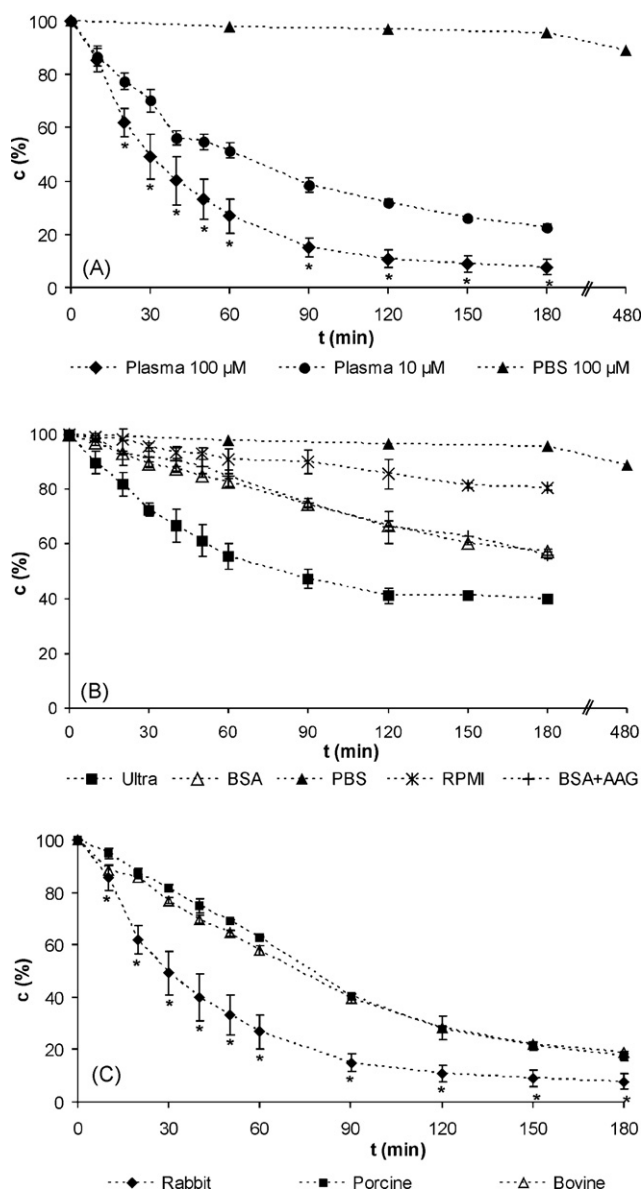 100
80
60
40
20
0
c (%)
(A)
* * * * * * * * *
0 30 60 90 120 150 180 480
t (min)
Plasma 100 µM Plasma 10 µM PBS 100 µM
100
80
60
40
20
0
c (%)
(B)
0 30 60 90 120 150 180 480
t (min)
Ultra BSA PBS RPMI BSA+AAG
100
80
60
40
20
0
c (%)
(C)
* * * * * * * * * *
0 30 60 90 120 150 180
t (min)
Rabbit Porcine Bovine